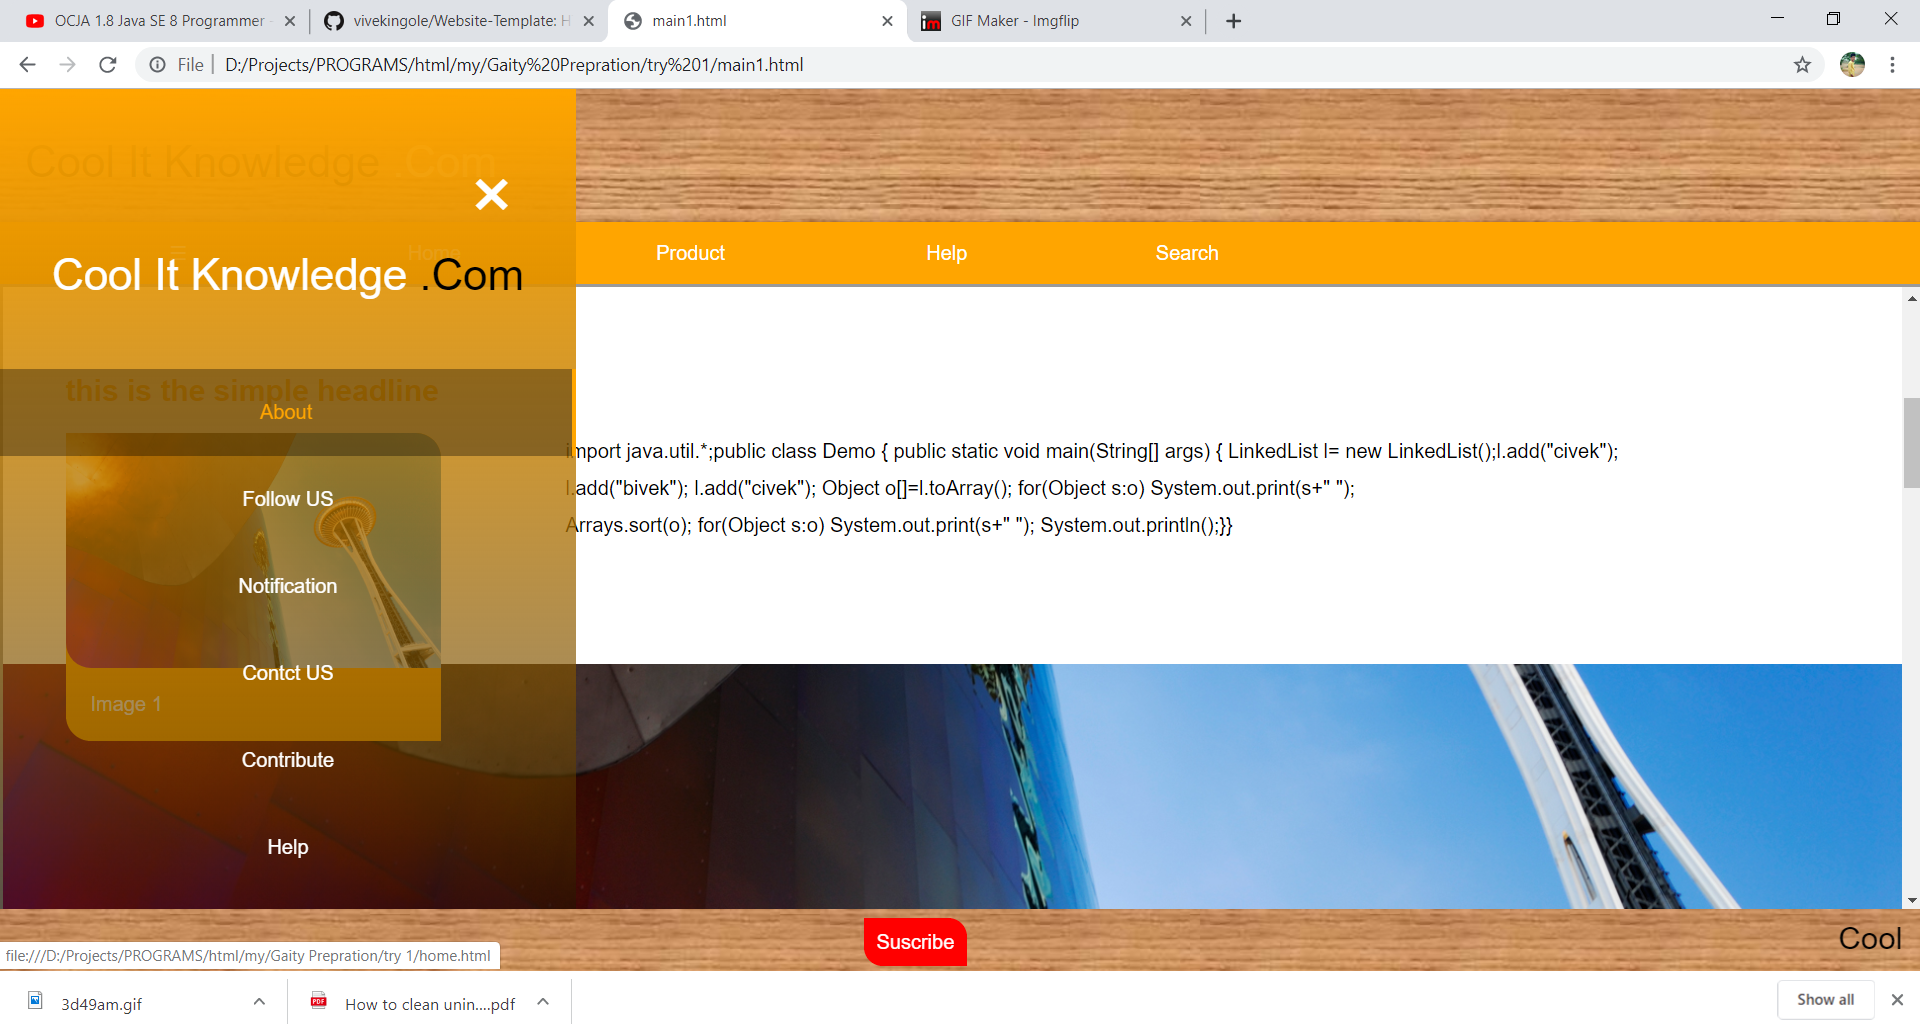 OCJA 1.8 Java SE 8 Programmer
vivekingole/Website-Template: H
main1.html
GIF Maker - Imgflip
File
D:/Projects/PROGRAMS/html/my/Gaity%20Prepration/try%201/main1.html
Cool It Knowledge .Com
Home
Product
Help
Search
Cool It Knowledge .Com
this is the simple headline
About
Follow US
Notification
Contct US
Image 1
Contribute
Help
import java.util.*;public class Demo { public static void main(String[] args) { LinkedList l= new LinkedList();l.add("civek");
l.add("bivek"); l.add("civek"); Object o[]=l.toArray(); for(Object s:o) System.out.print(s+" ");
Arrays.sort(o); for(Object s:o) System.out.print(s+" "); System.out.println();}}
Suscribe
Cool
file:///D:/Projects/PROGRAMS/html/my/Gaity Prepration/try 1/home.html
3d49am.gif
PDF
How to clean unin....pdf
Show all